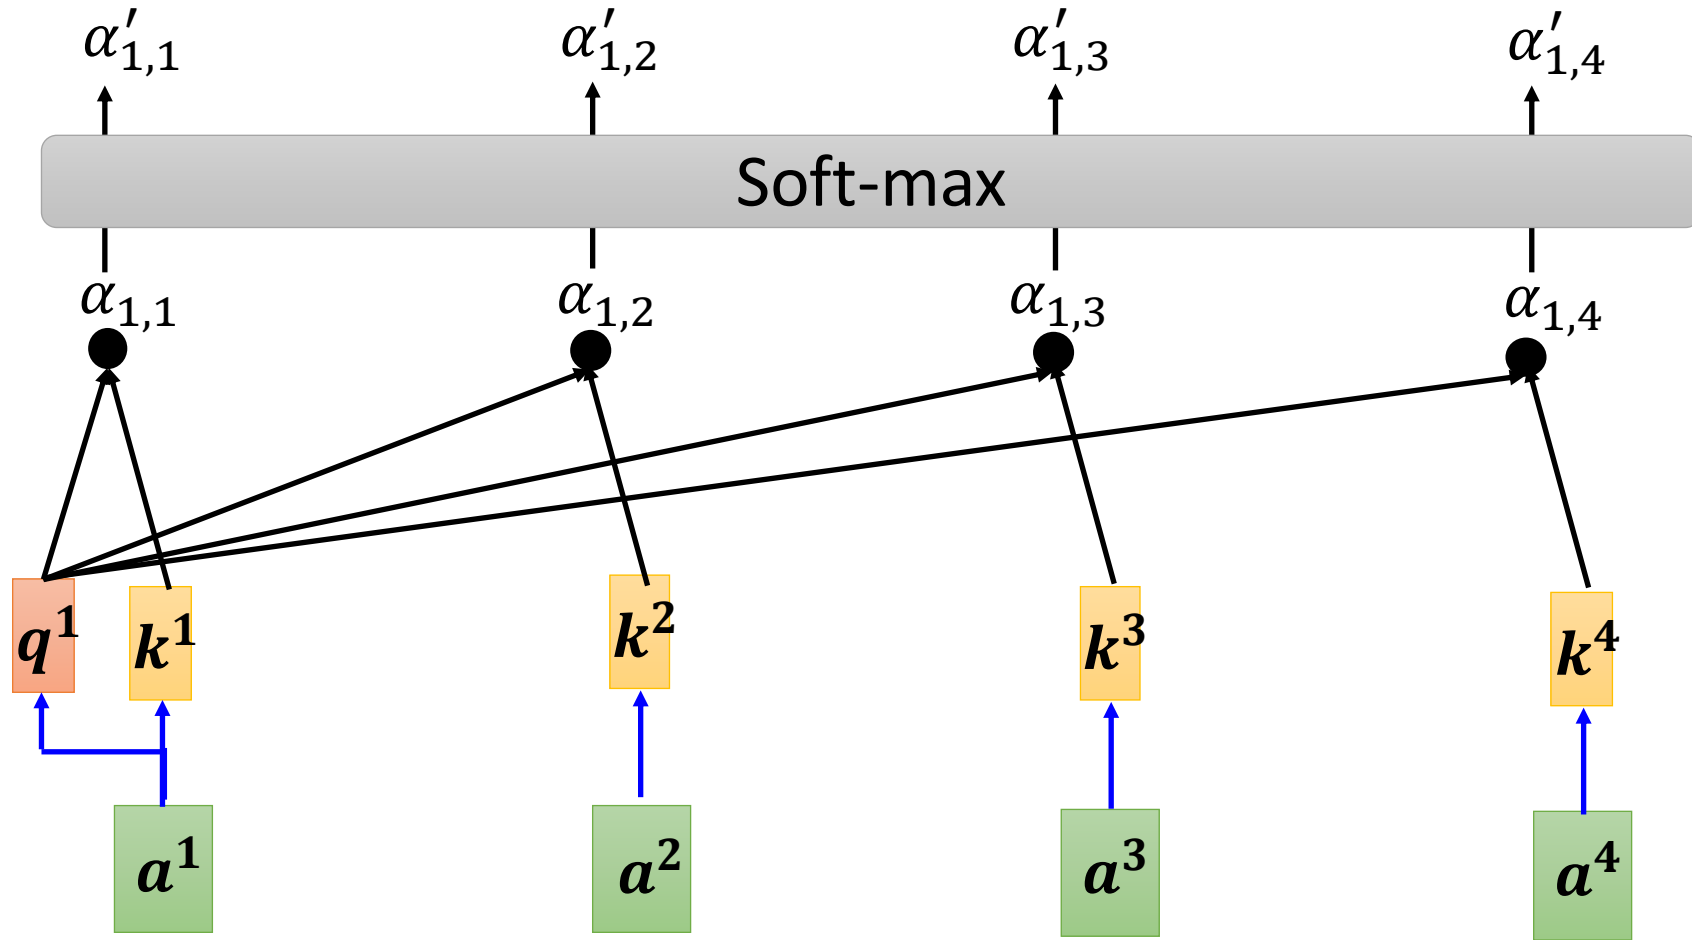 α′1,1 α′1,2 α′1,3 α′1,4
Soft-max
α1,1 α1,2 α1,3 α1,4
q1 k1 k2 k3 k4
a1 a2 a3 a4